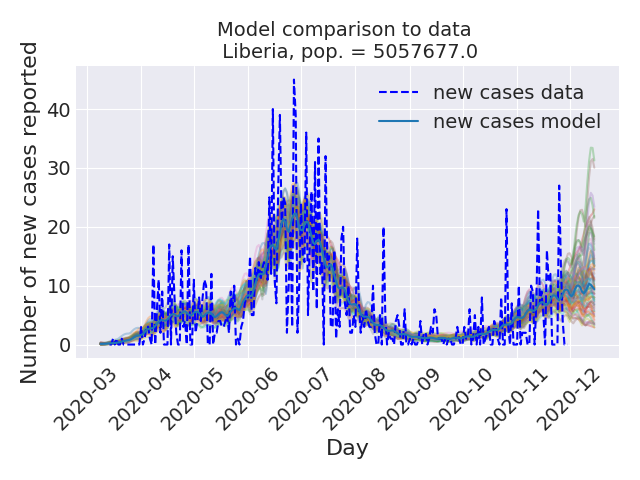 Model comparison to data
Liberia, pop. = 5057677.0
Number of new cases reported
40
30
20
10
0
new cases data
new cases model
2020-03
2020-04
2020-05
2020-06
2020-07
2020-08
2020-09
2020-10
2020-11
2020-12
Day